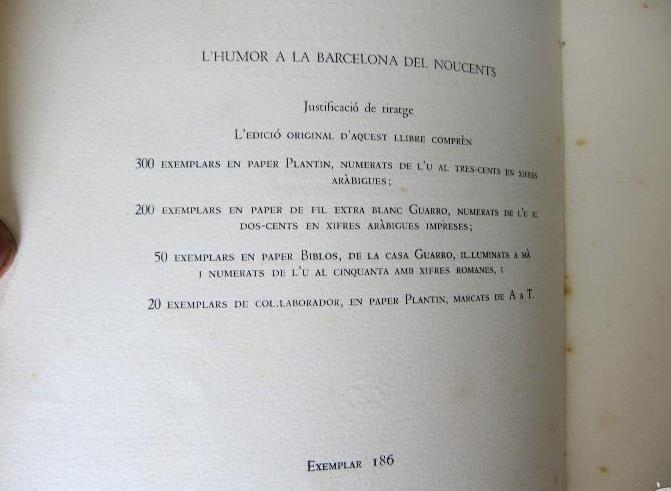 L'HUMOR A LA BARCELONA DEL NOUCENTS
Justificació de tiratge
L'EDICIÓ ORIGINAL D'AQUEST LLIBRE COMPRÈN
300 EXEMPLARS EN PAPER PLANTIN, NUMERATS DE L'U AL TRES-CENTS EN XIFRES
ARÀBIGUES;
200 EXEMPLARS EN PAPER DE FIL EXTRA BLANC GUARRO, NUMERATS DE L'U AL
DOS-CENTS EN XIFRES ARÀBIGUES IMPRESES;
50 EXEMPLARS EN PAPER BIBLOS, DE LA CASA GUARRO, IL.LUMINATS A MÀ
I NUMERATS DE L'U AL CINQUANTA AMB XIFRES ROMANES, I
20 EXEMPLARS DE COL.LABORADOR, EN PAPER PLANTIN, MARCATS DE A A T.
EXEMPLAR 186